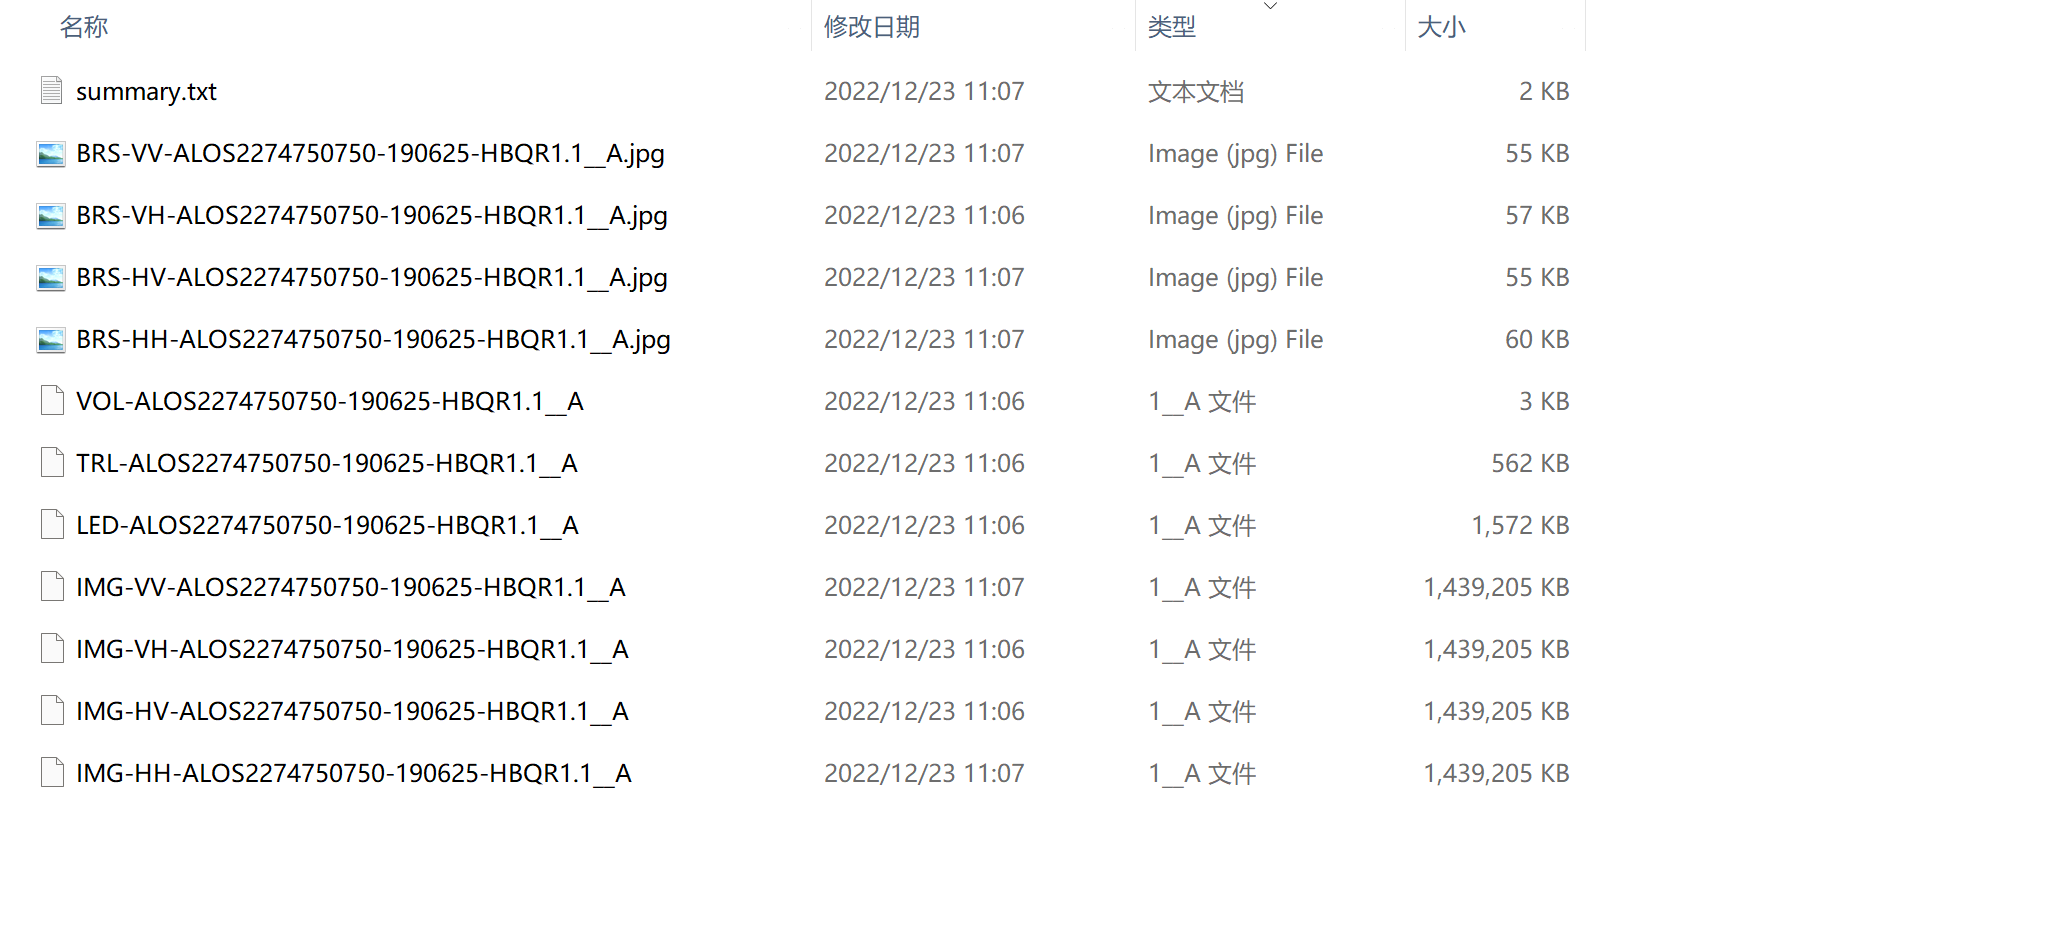 名称 修改日期 类型 大小
summary.txt 2022/12/23 11:07 文本文档 2 KB
BRS-VV-ALOS2274750750-190625-HBQR1.1__A.jpg 2022/12/23 11:07 Image (jpg) File 55 KB
BRS-VH-ALOS2274750750-190625-HBQR1.1__A.jpg 2022/12/23 11:06 Image (jpg) File 57 KB
BRS-HV-ALOS2274750750-190625-HBQR1.1__A.jpg 2022/12/23 11:07 Image (jpg) File 55 KB
BRS-HH-ALOS2274750750-190625-HBQR1.1__A.jpg 2022/12/23 11:07 Image (jpg) File 60 KB
VOL-ALOS2274750750-190625-HBQR1.1__A 2022/12/23 11:06 1__A 文件 3 KB
TRL-ALOS2274750750-190625-HBQR1.1__A 2022/12/23 11:06 1__A 文件 562 KB
LED-ALOS2274750750-190625-HBQR1.1__A 2022/12/23 11:06 1__A 文件 1,572 KB
IMG-VV-ALOS2274750750-190625-HBQR1.1__A 2022/12/23 11:07 1__A 文件 1,439,205 KB
IMG-VH-ALOS2274750750-190625-HBQR1.1__A 2022/12/23 11:06 1__A 文件 1,439,205 KB
IMG-HV-ALOS2274750750-190625-HBQR1.1__A 2022/12/23 11:06 1__A 文件 1,439,205 KB
IMG-HH-ALOS2274750750-190625-HBQR1.1__A 2022/12/23 11:07 1__A 文件 1,439,205 KB